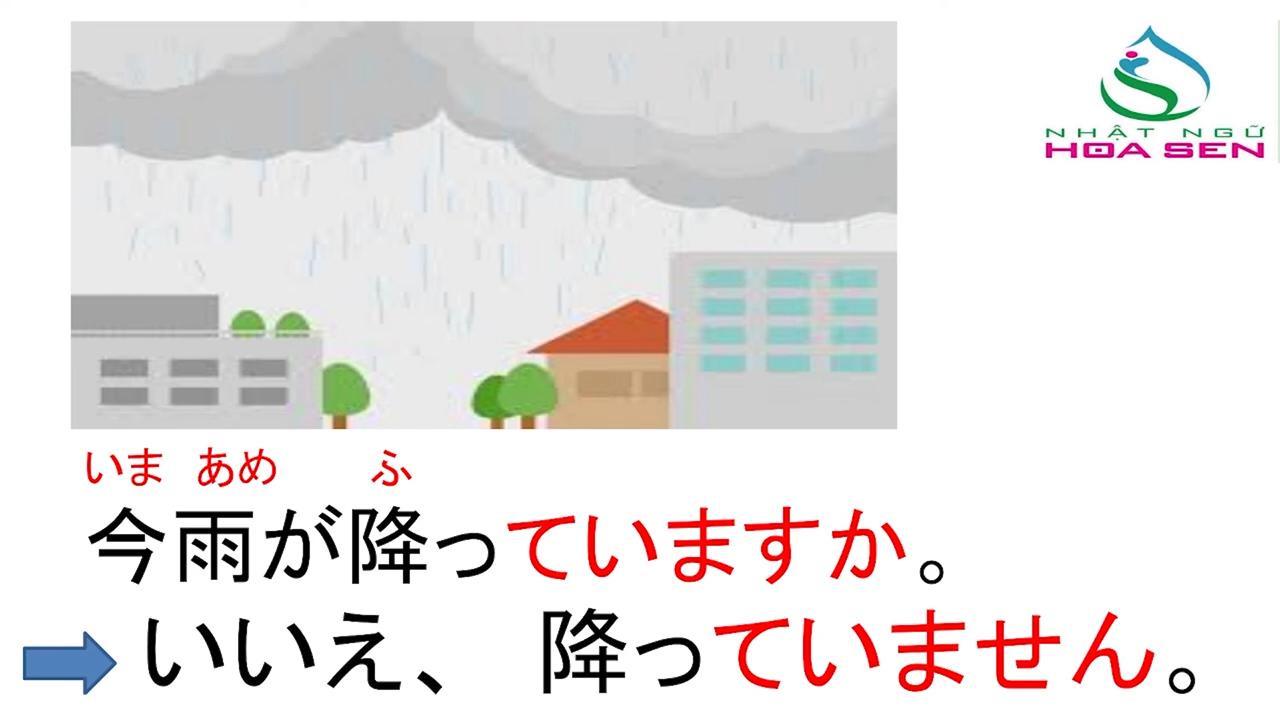 NHẬT NGỮ
HOA SEN
いま あめ ふ
今雨が降っていますか。
いいえ、 降っていません。